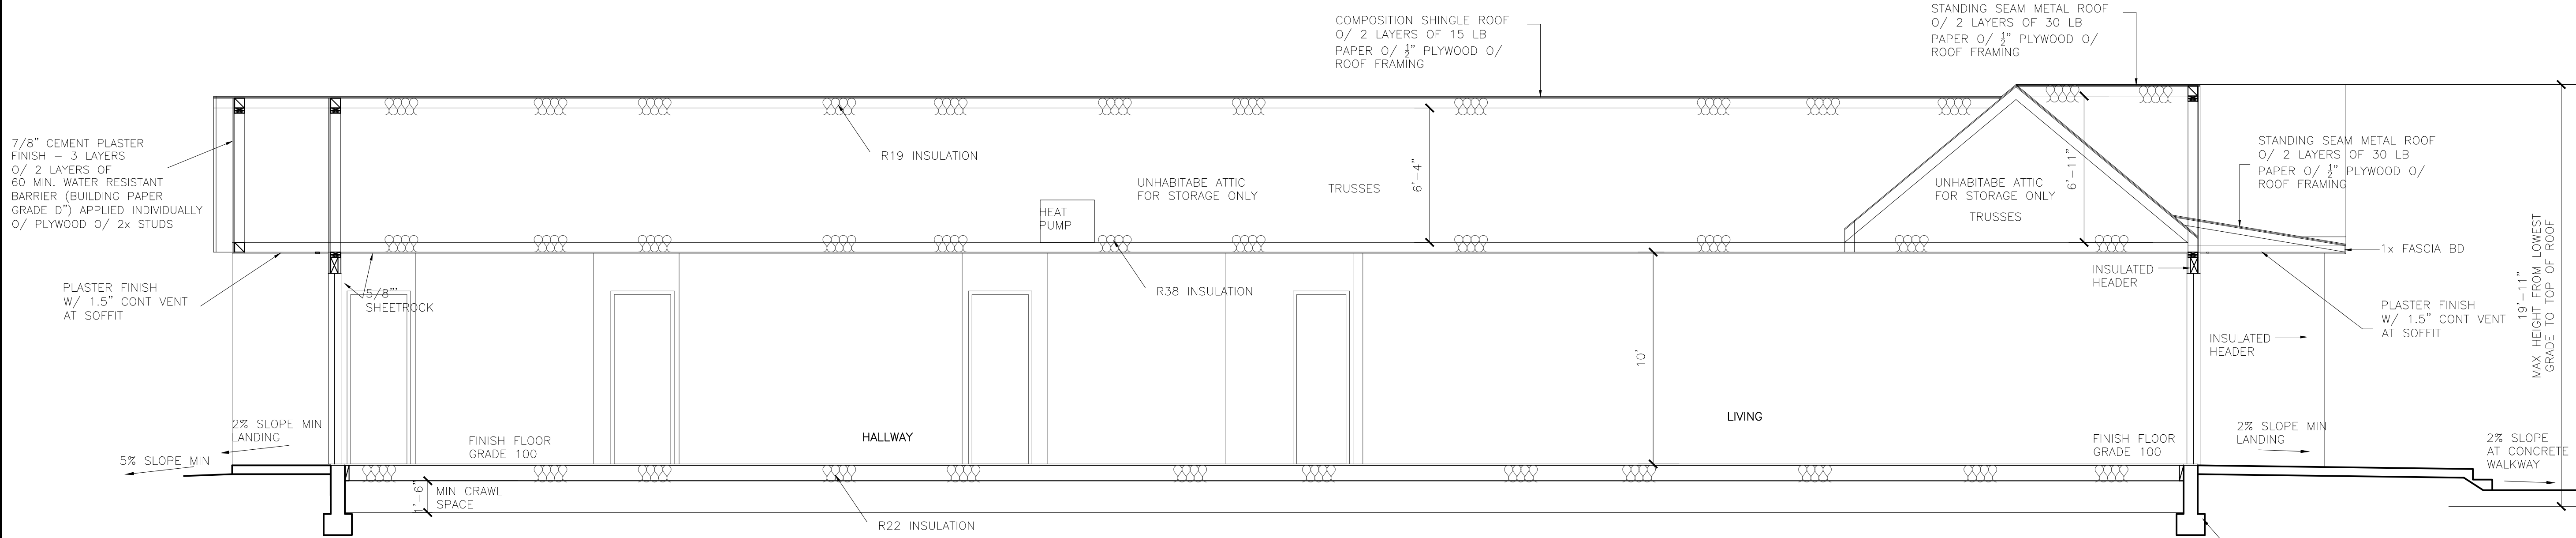 COMPOSITION SHINGLE ROOF
O/ 2 LAYERS OF 15 LB
PAPER O/ ½" PLYWOOD O/
ROOF FRAMING
STANDING SEAM METAL ROOF
O/ 2 LAYERS OF 30 LB
PAPER O/ ½" PLYWOOD O/
ROOF FRAMING
7/8" CEMENT PLASTER
FINISH – 3 LAYERS
O/ 2 LAYERS OF
60 MIN. WATER RESISTANT
BARRIER (BUILDING PAPER
GRADE D") APPLIED INDIVIDUALLY
O/ PLYWOOD O/ 2x STUDS
R19 INSULATION
UNHABITABE ATTIC
FOR STORAGE ONLY
TRUSSES
6'–4"
HEAT
PUMP
UNHABITABE ATTIC
FOR STORAGE ONLY
TRUSSES
6'–11"
STANDING SEAM METAL ROOF
O/ 2 LAYERS OF 30 LB
PAPER O/ ½" PLYWOOD O/
ROOF FRAMING
1x FASCIA BD
PLASTER FINISH
W/ 1.5" CONT VENT
AT SOFFIT
5/8"'
SHEETROCK
R38 INSULATION
INSULATED
HEADER
PLASTER FINISH
W/ 1.5" CONT VENT
AT SOFFIT
INSULATED
HEADER
19'–11"
MAX HEIGHT FROM LOWEST
GRADE TO TOP OF ROOF
10'
2% SLOPE MIN
LANDING
5% SLOPE MIN
FINISH FLOOR
GRADE 100
HALLWAY
LIVING
FINISH FLOOR
GRADE 100
2% SLOPE MIN
LANDING
2% SLOPE
AT CONCRETE
WALKWAY
1'–6"
MIN CRAWL
SPACE
R22 INSULATION